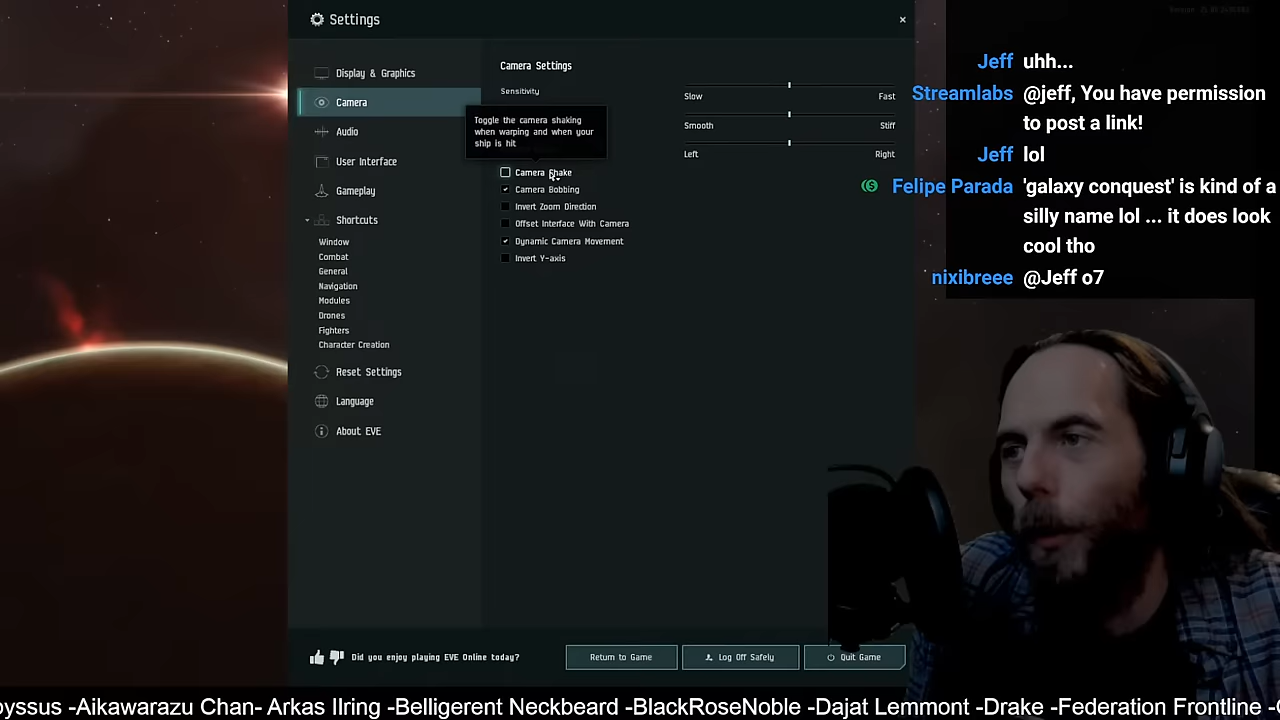 Settings
Display & Graphics
Camera
Audio
User Interface
Gameplay
Shortcuts
Window
Combat
General
Navigation
Modules
Drones
Fighters
Character Creation
Reset Settings
Language
About EVE
Camera Settings
Sensitivity
Slow Fast
Smooth Stiff
Left Right
Toggle the camera shaking
when warping and when your
ship is hit
Camera Shake
Camera Bobbing
Invert Zoom Direction
Offset Interface With Camera
Dynamic Camera Movement
Invert Y-axis
Did you enjoy playing EVE Online today?
Return to Game
Log Off Safely
Quit Game
Jeff uhh...
Streamlabs @jeff, You have permission
to post a link!
Jeff lol
Felipe Parada 'galaxy conquest' is kind of a
silly name lol ... it does look
cool tho
nixibreee @Jeff o7
byssus -Aikawarazu Chan- Arkas Ilring -Belligerent Neckbeard -BlackRoseNoble -Dajat Lemmont -Drake -Federation Frontline -